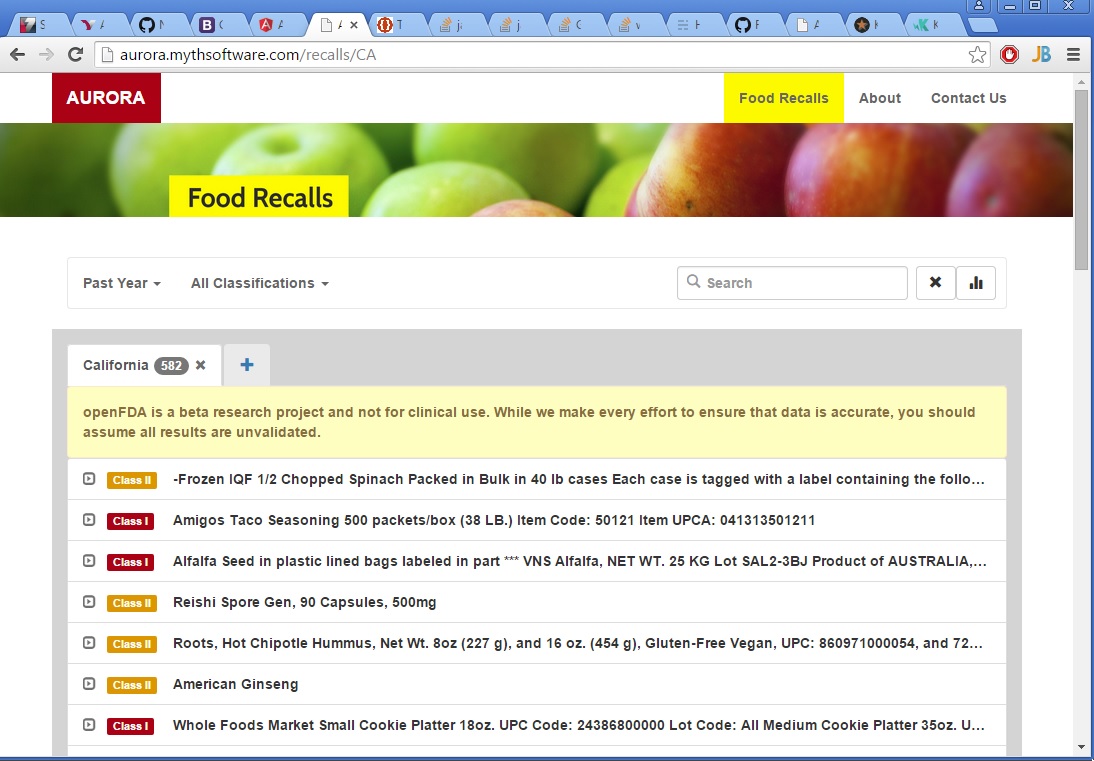 aurora.mythsoftware.com/recalls/CA
JB
AURORA
Food Recalls
About
Contact Us
Food Recalls
Past Year
All Classifications
Search
California 582
openFDA is a beta research project and not for clinical use. While we make every effort to ensure that data is accurate, you should
assume all results are unvalidated.
Class II -Frozen IQF 1/2 Chopped Spinach Packed in Bulk in 40 lb cases Each case is tagged with a label containing the follo...
Class I Amigos Taco Seasoning 500 packets/box (38 LB.) Item Code: 50121 Item UPCA: 041313501211
Class I Alfalfa Seed in plastic lined bags labeled in part *** VNS Alfalfa, NET WT. 25 KG Lot SAL2-3BJ Product of AUSTRALIA,...
Class II Reishi Spore Gen, 90 Capsules, 500mg
Class II Roots, Hot Chipotle Hummus, Net Wt. 8oz (227 g), and 16 oz. (454 g), Gluten-Free Vegan, UPC: 860971000054, and 72...
Class II American Ginseng
Class I Whole Foods Market Small Cookie Platter 18oz. UPC Code: 24386800000 Lot Code: All Medium Cookie Platter 35oz. U...